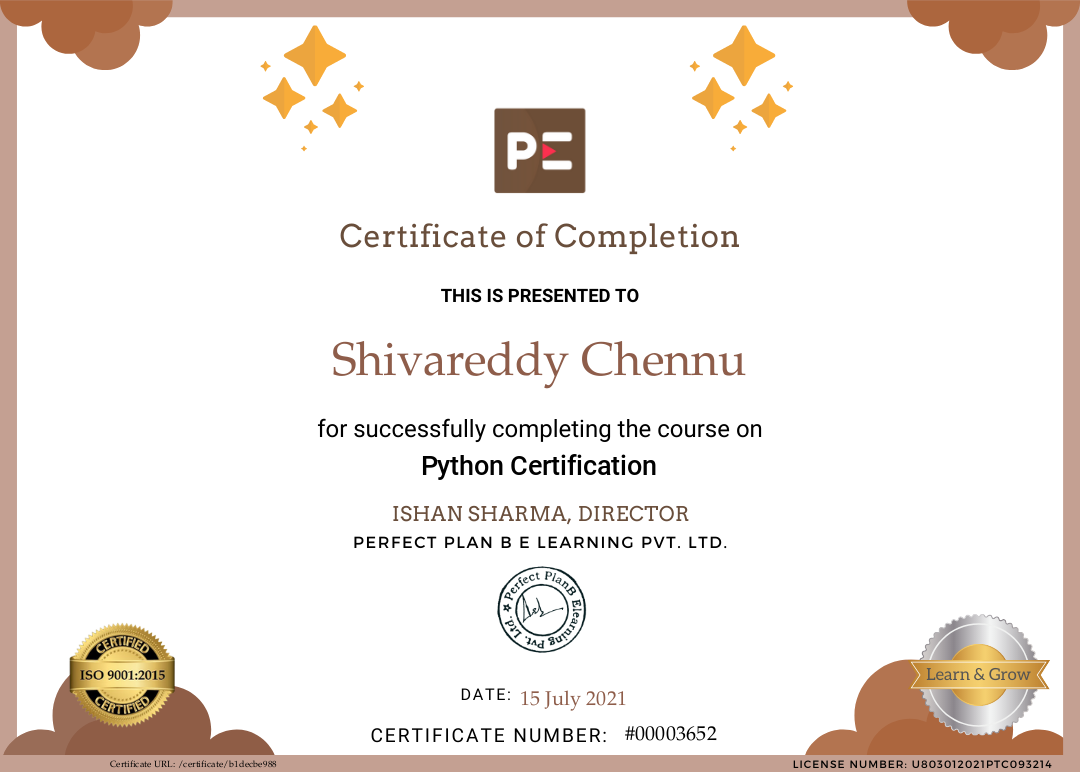 PE
Certificate of Completion
THIS IS PRESENTED TO
Shivareddy Chennu
for successfully completing the course on
Python Certification
ISHAN SHARMA, DIRECTOR
PERFECT PLAN B E LEARNING PVT. LTD.
Perfect PlanB Elearning Pvt. Ltd.
CERTIFIED
ISO 9001:2015
CERTIFIED
Learn & Grow
DATE: 15 July 2021
CERTIFICATE NUMBER: #00003652
Certificate URL: /certificate/b1decbe988
LICENSE NUMBER: U803012021PTC093214